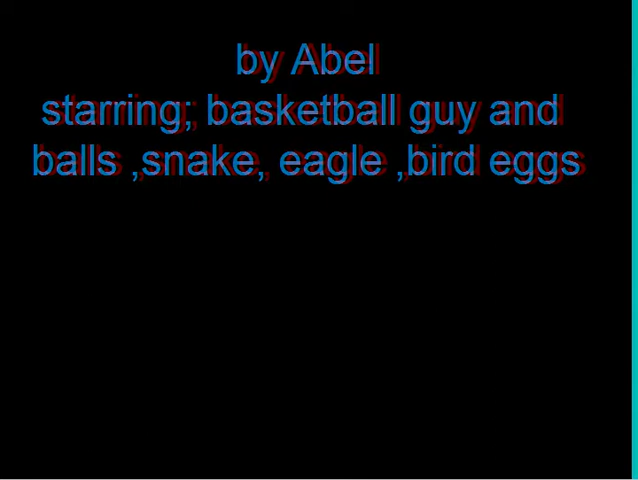 by Abel
starring; basketball guy and
balls ,snake, eagle ,bird eggs